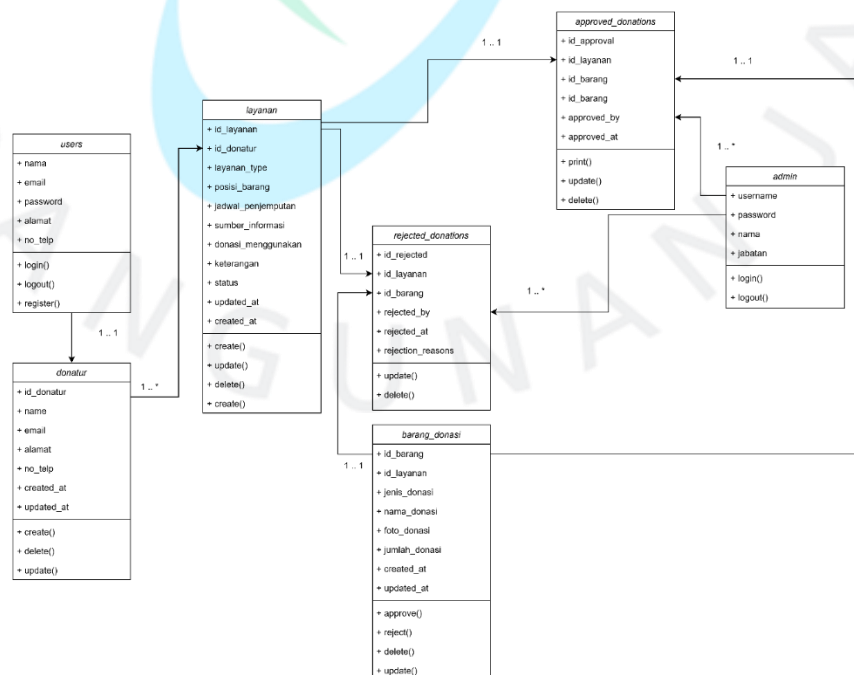 approved_donations
+ id_approval
+ id_layanan
+ id_barang
+ id_barang
+ approved_by
+ approved_at
+ print()
+ update()
+ delete()
1 .. 1
1 .. 1
layanan
+ id_layanan
+ id_donatur
+ layanan_type
+ posisi_barang
+ jadwal_penjemputan
+ sumber_informasi
+ donasi_menggunakan
+ keterangan
+ status
+ updated_at
+ created_at
+ create()
+ update()
+ delete()
+ create()
users
+ nama
+ email
+ password
+ alamat
+ no_telp
+ login()
+ logout()
+ register()
1 .. *
admin
+ username
+ password
+ nama
+ jabatan
+ login()
+ logout()
rejected_donations
+ id_rejected
+ id_layanan
+ id_barang
+ rejected_by
+ rejected_at
+ rejection_reasons
+ update()
+ delete()
1 .. 1
1 .. *
1 .. 1
donatur
+ id_donatur
+ name
+ email
+ alamat
+ no_telp
+ created_at
+ updated_at
+ create()
+ delete()
+ update()
1 .. *
barang_donasi
+ id_barang
+ id_layanan
+ jenis_donasi
+ nama_donasi
+ foto_donasi
+ jumlah_donasi
+ created_at
+ updated_at
+ approve()
+ reject()
+ delete()
+ update()
1 .. 1
ANGUNAN JA